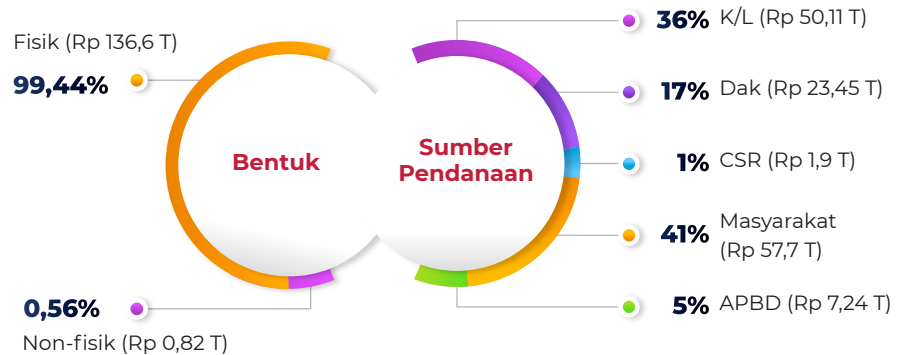 Fisik (Rp 136,6 T)
99,44%
Bentuk
0,56%
Non-fisik (Rp 0,82 T)
Sumber
Pendanaan
36% K/L (Rp 50,11 T)
17% Dak (Rp 23,45 T)
1% CSR (Rp 1,9 T)
41% Masyarakat
(Rp 57,7 T)
5% APBD (Rp 7,24 T)